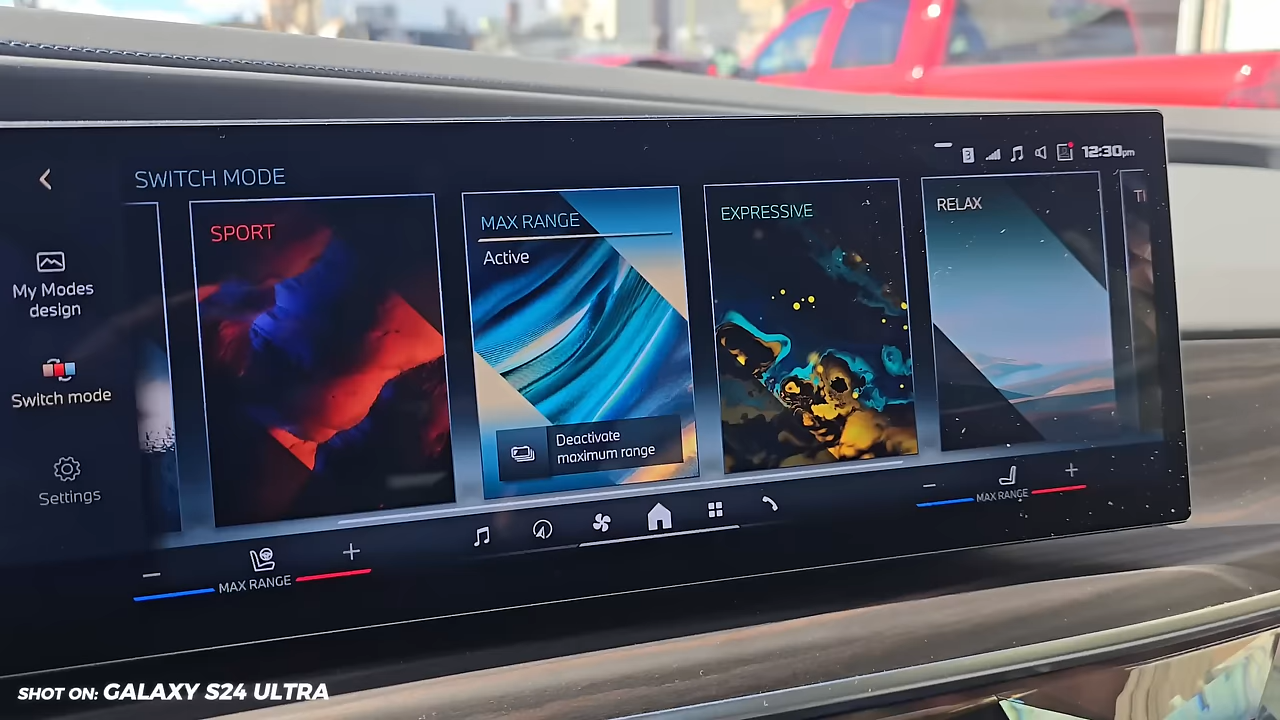 SWITCH MODE
12:30pm
My Modes
design
Switch mode
Settings
SPORT
MAX RANGE
Active
Deactivate
maximum range
EXPRESSIVE
RELAX
MAX RANGE
MAX RANGE
SHOT ON: GALAXY S24 ULTRA